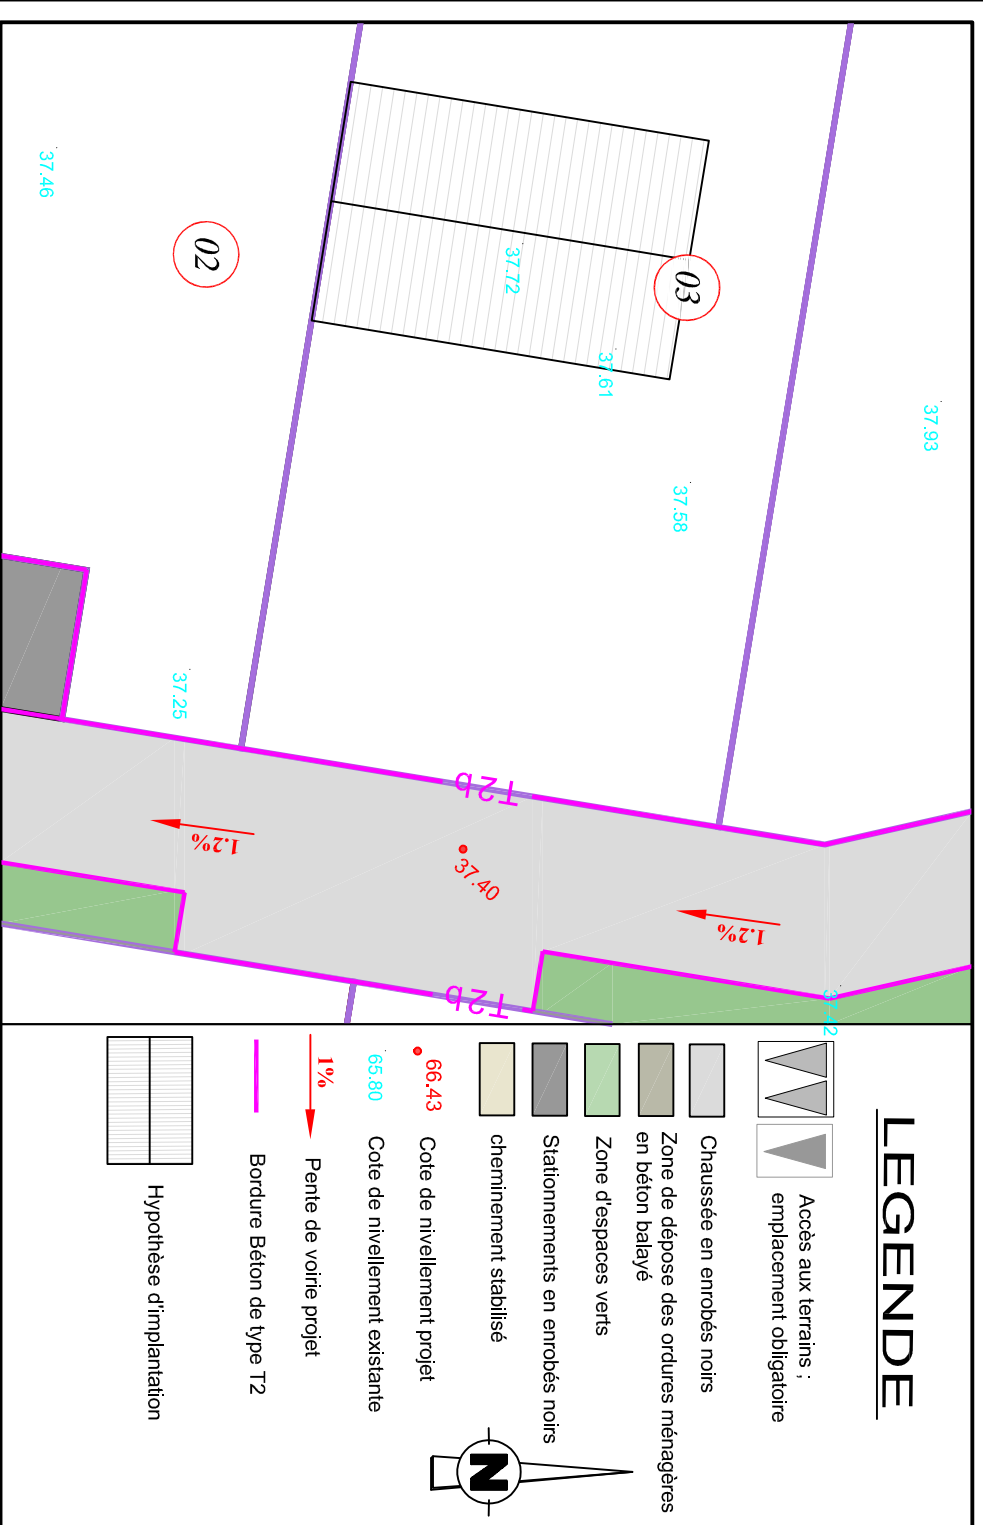 37.46
02
37.72
03
37.61
37.58
37.93
37.25
T2b
1.2%
37.40
1.2%
T2b
37.42
LEGENDE
Accès aux terrains ;
emplacement obligatoire
Chaussée en enrobés noirs
Zone de dépose des ordures ménagères
en béton balayé
Zone d'espaces verts
Stationnements en enrobés noirs
cheminement stabilisé
66.43 Cote de nivellement projet
65.80 Cote de nivellement existante
1% Pente de voirie projet
Bordure Béton de type T2
Hypothèse d'implantation
N